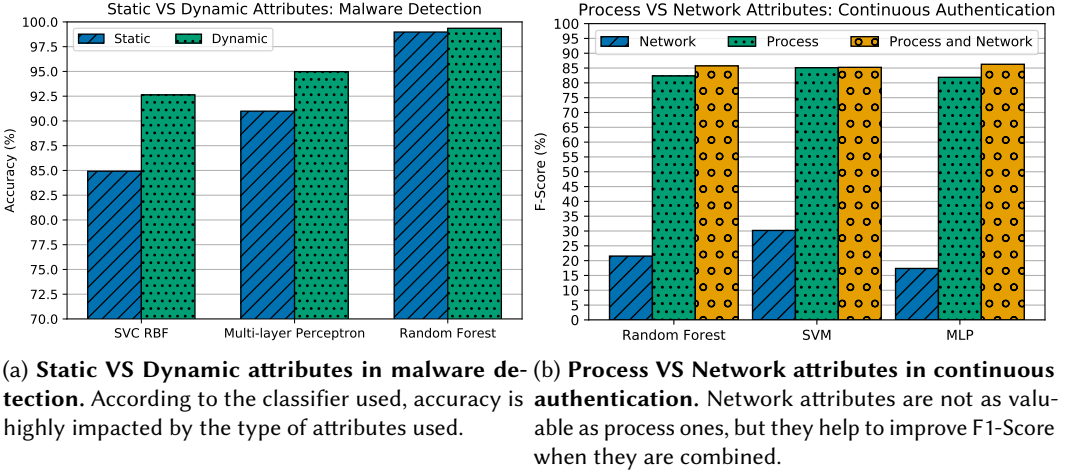 Static VS Dynamic Attributes: Malware Detection
Static
Dynamic
Accuracy (%)
100.0
97.5
95.0
92.5
90.0
87.5
85.0
82.5
80.0
77.5
75.0
72.5
70.0
SVC RBF
Multi-layer Perceptron
Random Forest
(a) Static VS Dynamic attributes in malware de-
tection. According to the classifier used, accuracy is
highly impacted by the type of attributes used.
Process VS Network Attributes: Continuous Authentication
Network
Process
Process and Network
F-Score (%)
100
95
90
85
80
75
70
65
60
55
50
45
40
35
30
25
20
15
10
5
0
Random Forest
SVM
MLP
(b) Process VS Network attributes in continuous
authentication. Network attributes are not as valu-
able as process ones, but they help to improve F1-Score
when they are combined.